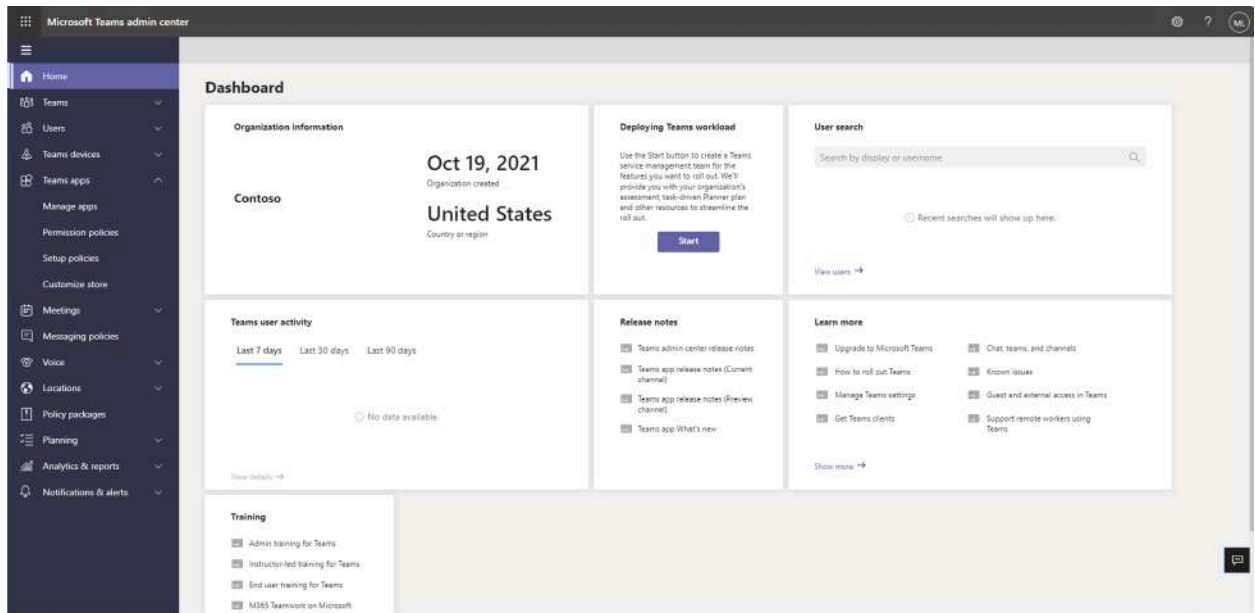 Microsoft Teams admin center
?
ML
Home
Teams
Users
Teams devices
Teams apps
Manage apps
Permission policies
Setup policies
Customize store
Meetings
Messaging policies
Voice
Locations
Policy packages
Planning
Analytics & reports
Notifications & alerts
Dashboard
Organization information
Contoso
Oct 19, 2021
Organization created
United States
Country or region
Deploying Teams workload
Use the Start button to create a Teams
service management team for the
features you want to roll out. We'll
provide you with your organization's
assessment, task-driven Planner plan
and other resources to streamline the
roll out.
Start
User search
Search by display or username
Recent searches will show up here.
View users
Teams user activity
Last 7 days Last 30 days Last 90 days
No data available.
View details
Release notes
Teams admin center release notes
Teams app release notes (Current
channel)
Teams app release notes (Preview
channel)
Teams app What's new
Learn more
Upgrade to Microsoft Teams
How to roll out Teams
Manage Teams settings
Get Teams clients
Chat, teams, and channels
Known issues
Guest and external access in Teams
Support remote workers using
Teams
Show more
Training
Admin training for Teams
Instructor-led training for Teams
End user training for Teams
M365 Teamwork on Microsoft